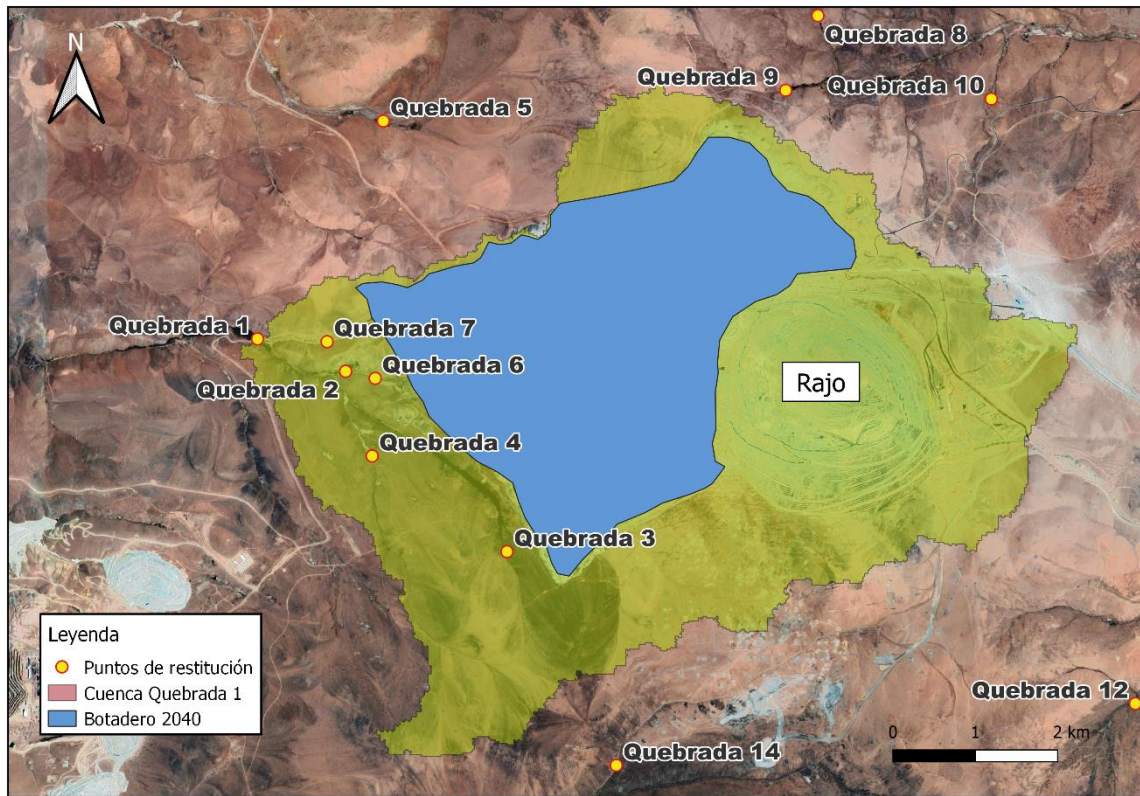 N
Quebrada 8
Quebrada 9
Quebrada 10
Quebrada 5
Quebrada 1
Quebrada 7
Quebrada 6
Quebrada 2
Rajo
Quebrada 4
Quebrada 3
Leyenda
Puntos de restitución
Cuenca Quebrada 1
Botadero 2040
Quebrada 12
0 1 2 km
Quebrada 14